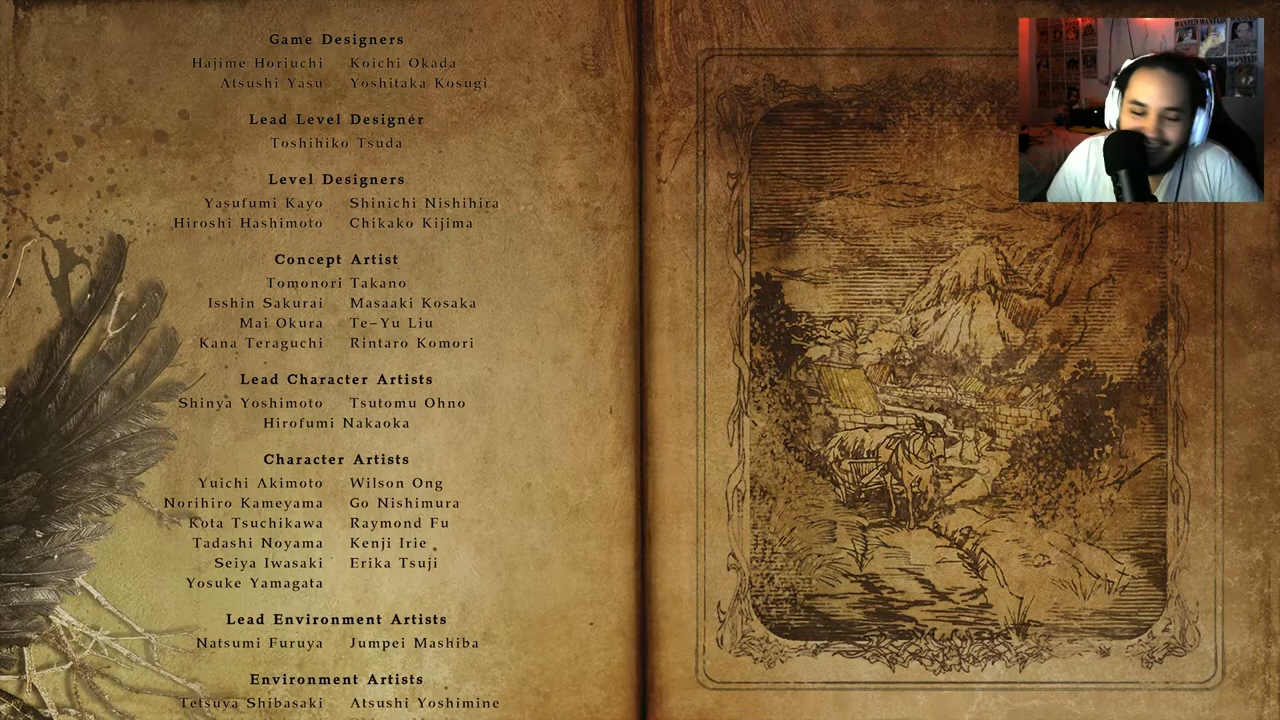 Game Designers
Hajime Horiuchi Koichi Okada
Atsushi Yasu Yoshitaka Kosugi
Lead Level Designer
Toshihiko Tsuda
Level Designers
Yasufumi Kayo Shinichi Nishihira
Hiroshi Hashimoto Chikako Kijima
Concept Artist
Tomonori Takano
Isshin Sakurai Masaaki Kosaka
Mai Okura Te-Yu Liu
Kana Teraguchi Rintaro Komori
Lead Character Artists
Shinya Yoshimoto Tsutomu Ohno
Hirofumi Nakaoka
Character Artists
Yuichi Akimoto Wilson Ong
Norihiro Kameyama Go Nishimura
Kota Tsuchikawa Raymond Fu
Tadashi Noyama Kenji Irie
Seiya Iwasaki Erika Tsuji
Yosuke Yamagata
Lead Environment Artists
Natsumi Furuya Jumpei Mashiba
Environment Artists
Tetsuya Shibasaki Atsushi Yoshimine
WANTED WANTED
WANTED